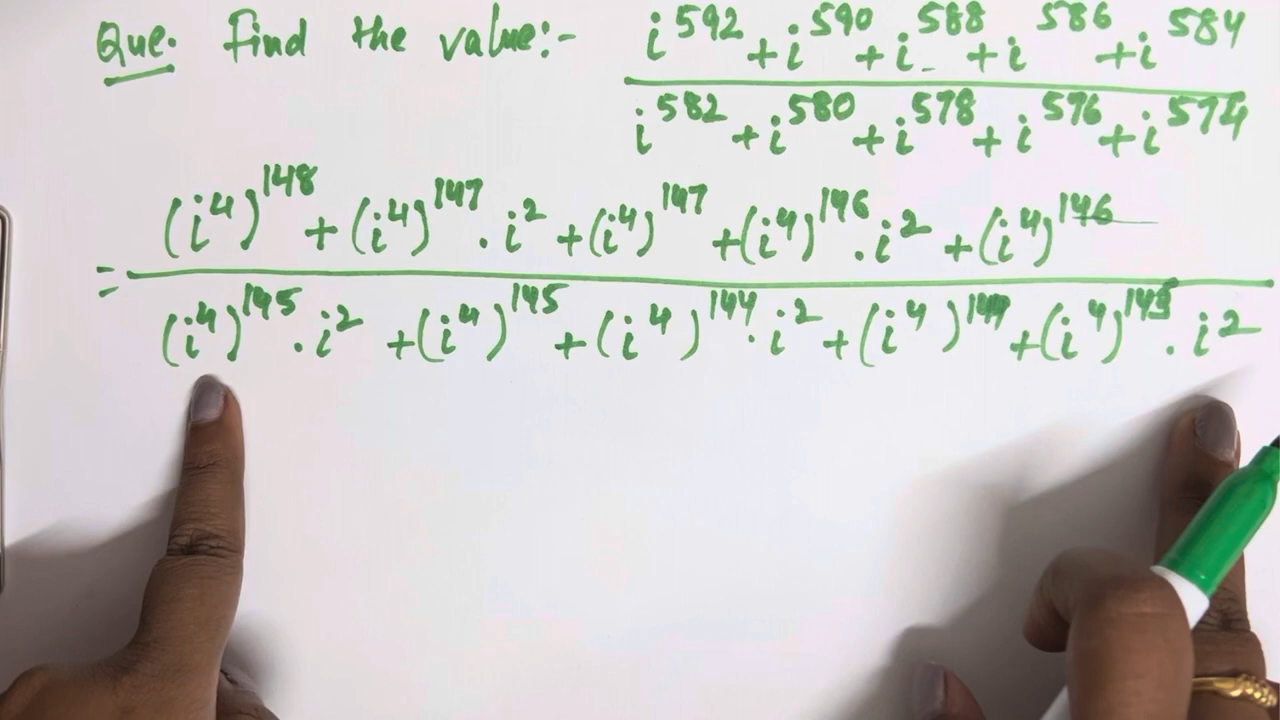 Que. Find the value:- i^592 + i^590 + i^588 + i^586 + i^584
i^582 + i^580 + i^578 + i^576 + i^574
(i^4)^148 + (i^4)^147 . i^2 + (i^4)^147 + (i^4)^146 . i^2 + (i^4)^146
=
(i^4)^145 . i^2 + (i^4)^145 + (i^4)^144 . i^2 + (i^4)^144 + (i^4)^143 . i^2